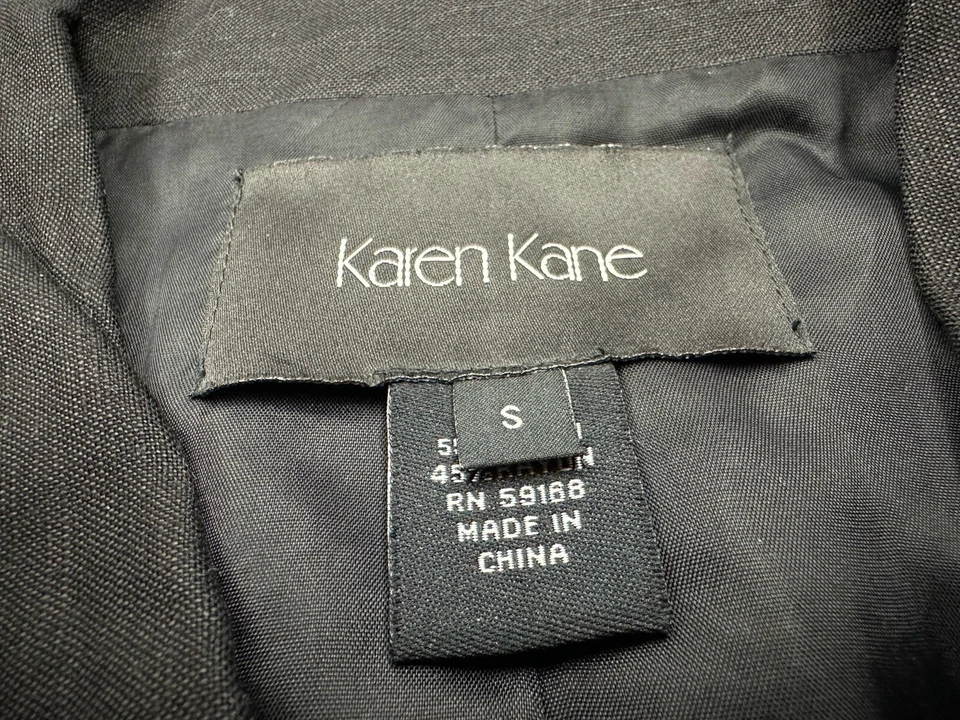 Karen Kane
S
RN 59168
MADE IN
CHINA